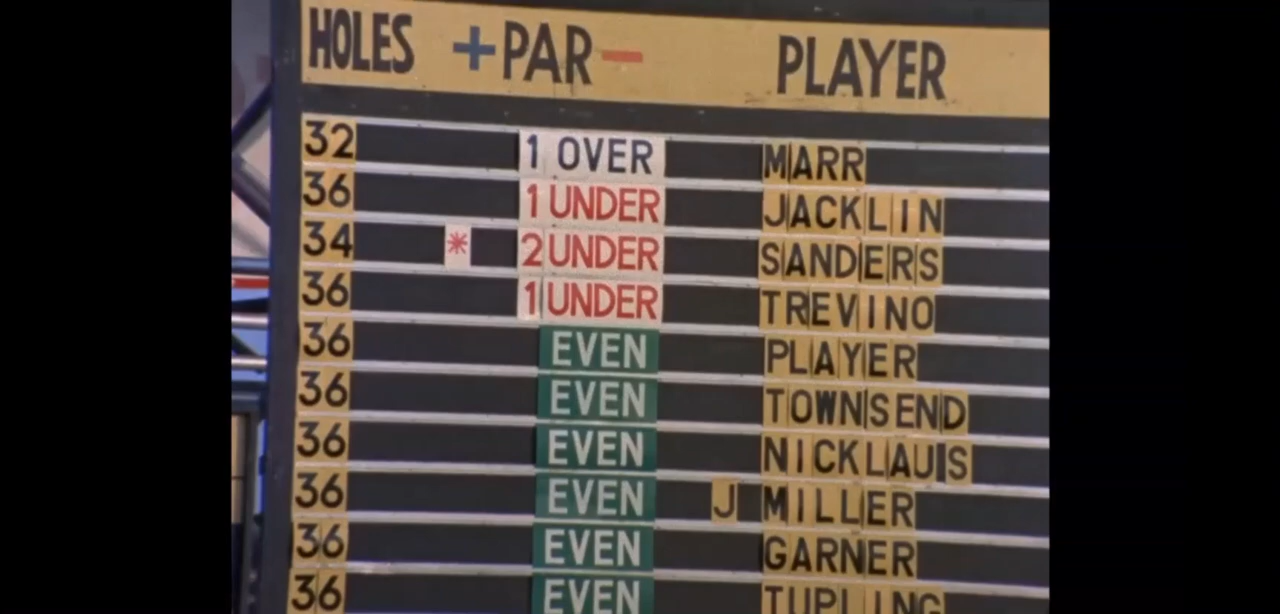 HOLES +PAR- PLAYER
32 1 OVER MARR
36 1 UNDER JACKLIN
34 * 2 UNDER SANDERS
36 1 UNDER TREVINO
36 EVEN PLAYER
36 EVEN TOWNSEND
36 EVEN NICKLAUS
36 EVEN J MILLER
36 EVEN GARNER
36 EVEN TUPLING